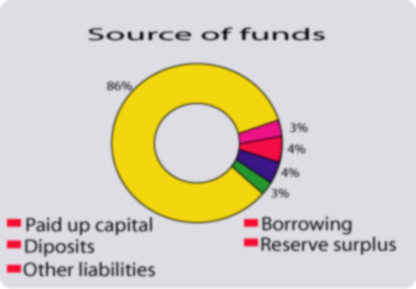 Source of funds
86%
3%
4%
4%
3%
Paid up capital
Diposits
Other liabilities
Borrowing
Reserve surplus